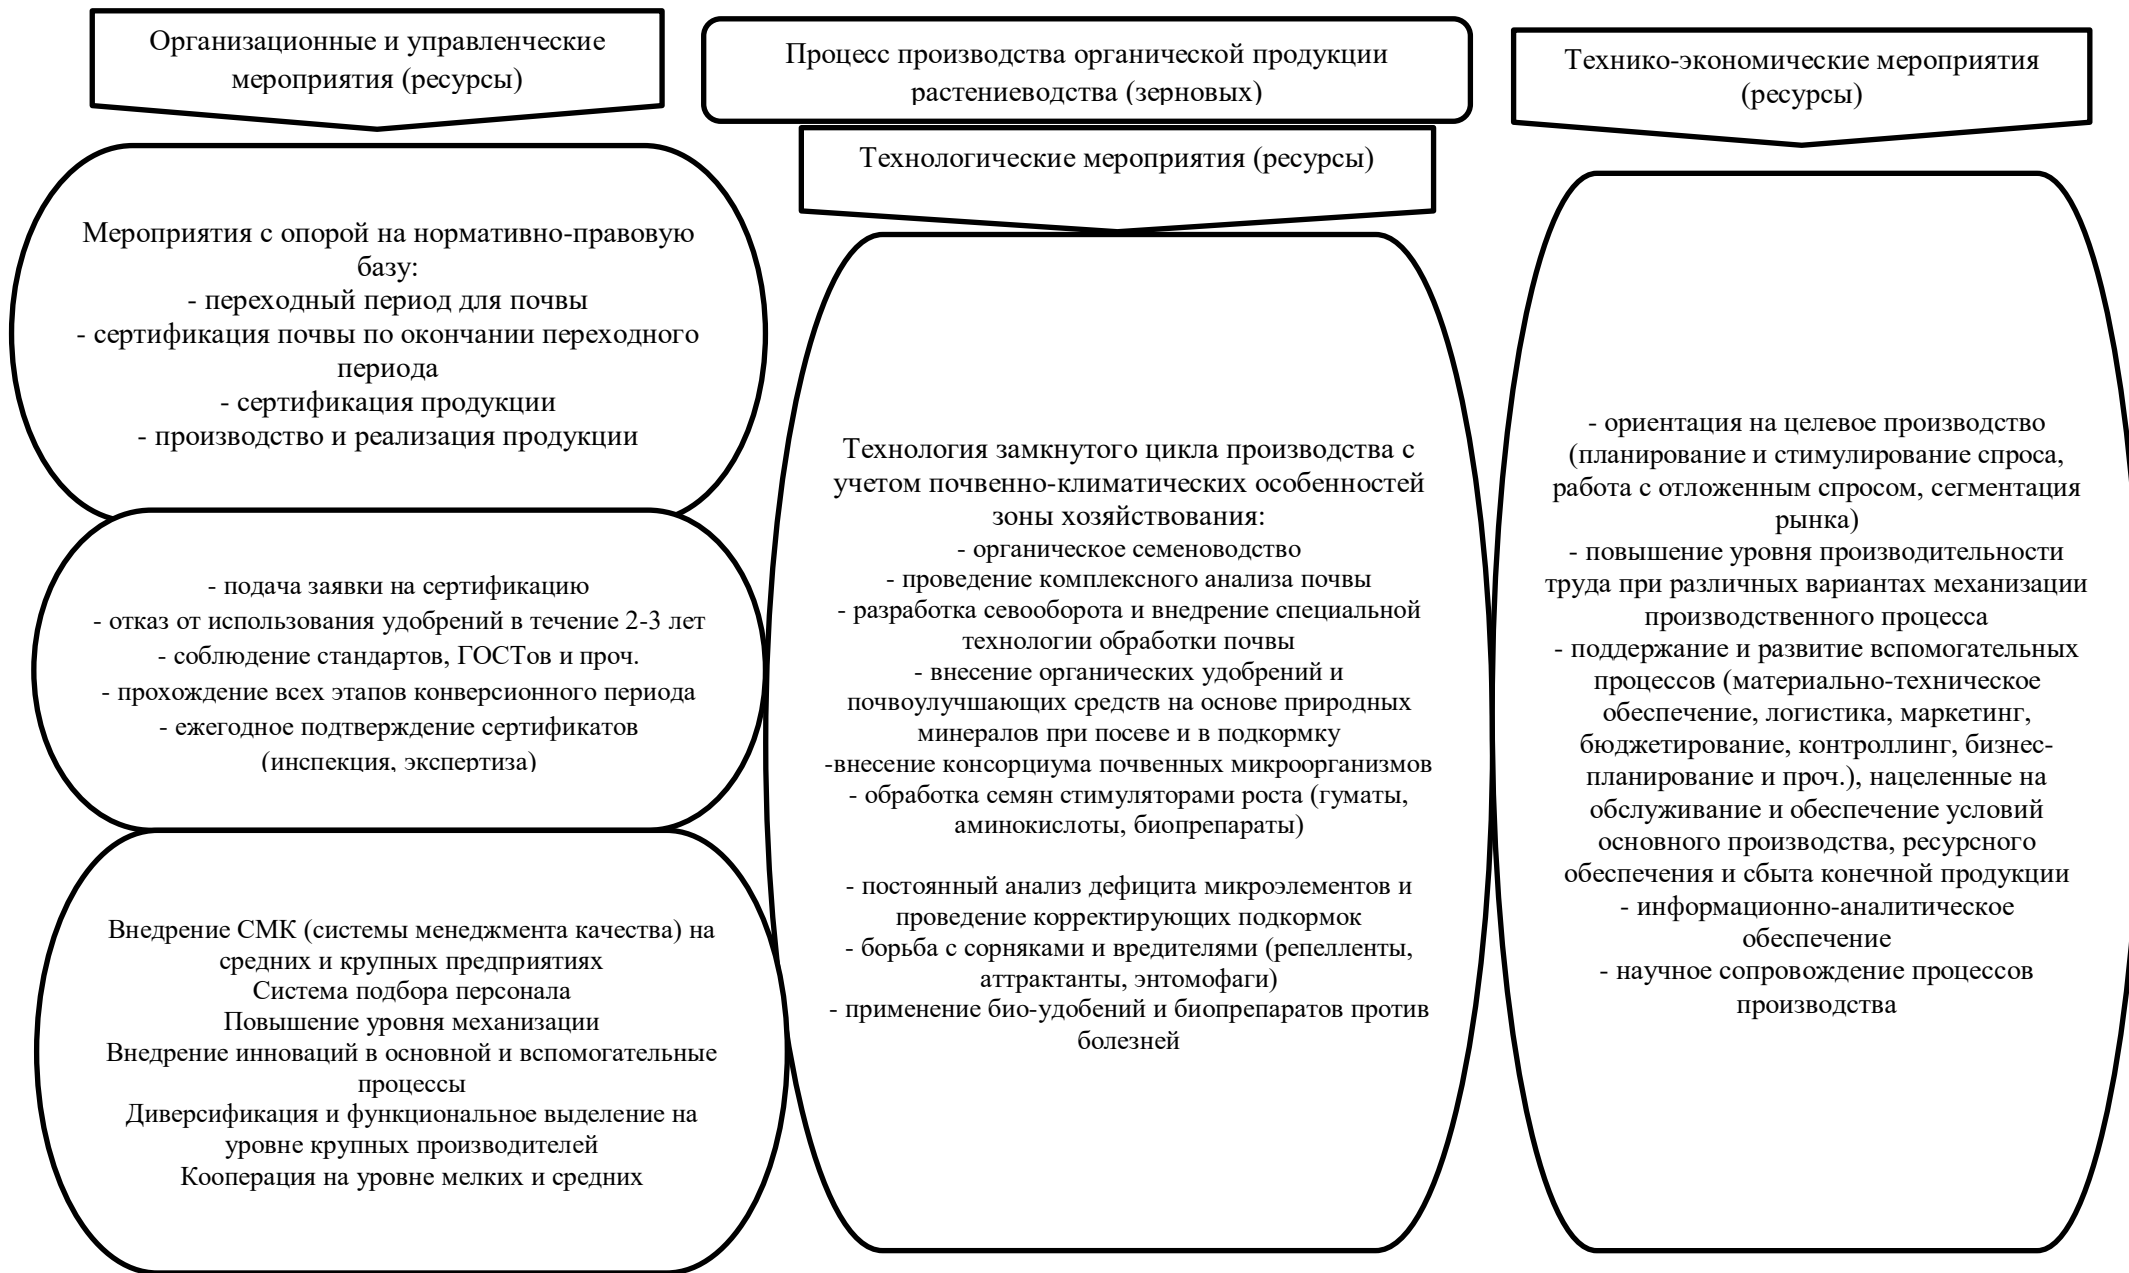 Организационные и управленческие
мероприятия (ресурсы)
Мероприятия с опорой на нормативно-правовую
базу:
- переходный период для почвы
- сертификация почвы по окончании переходного
периода
- сертификация продукции
- производство и реализация продукции
- подача заявки на сертификацию
- отказ от использования удобрений в течение 2-3 лет
- соблюдение стандартов, ГОСТов и проч.
- прохождение всех этапов конверсионного периода
- ежегодное подтверждение сертификатов
(инспекция, экспертиза)
Внедрение СМК (системы менеджмента качества) на
средних и крупных предприятиях
Система подбора персонала
Повышение уровня механизации
Внедрение инноваций в основной и вспомогательные
процессы
Диверсификация и функциональное выделение на
уровне крупных производителей
Кооперация на уровне мелких и средних
Процесс производства органической продукции
растениеводства (зерновых)
Технологические мероприятия (ресурсы)
Технология замкнутого цикла производства с
учетом почвенно-климатических особенностей
зоны хозяйствования:
- органическое семеноводство
- проведение комплексного анализа почвы
- разработка севооборота и внедрение специальной
технологии обработки почвы
- внесение органических удобрений и
почвоулучшающих средств на основе природных
минералов при посеве и в подкормку
-внесение консорциума почвенных микроорганизмов
- обработка семян стимуляторами роста (гуматы,
аминокислоты, биопрепараты)
- постоянный анализ дефицита микроэлементов и
проведение корректирующих подкормок
- борьба с сорняками и вредителями (репелленты,
аттрактанты, энтомофаги)
- применение био-удобений и биопрепаратов против
болезней
Технико-экономические мероприятия
(ресурсы)
- ориентация на целевое производство
(планирование и стимулирование спроса,
работа с отложенным спросом, сегментация
рынка)
- повышение уровня производительности
труда при различных вариантах механизации
производственного процесса
- поддержание и развитие вспомогательных
процессов (материально-техническое
обеспечение, логистика, маркетинг,
бюджетирование, контроллинг, бизнес-
планирование и проч.), нацеленные на
обслуживание и обеспечение условий
основного производства, ресурсного
обеспечения и сбыта конечной продукции
- информационно-аналитическое
обеспечение
- научное сопровождение процессов
производства